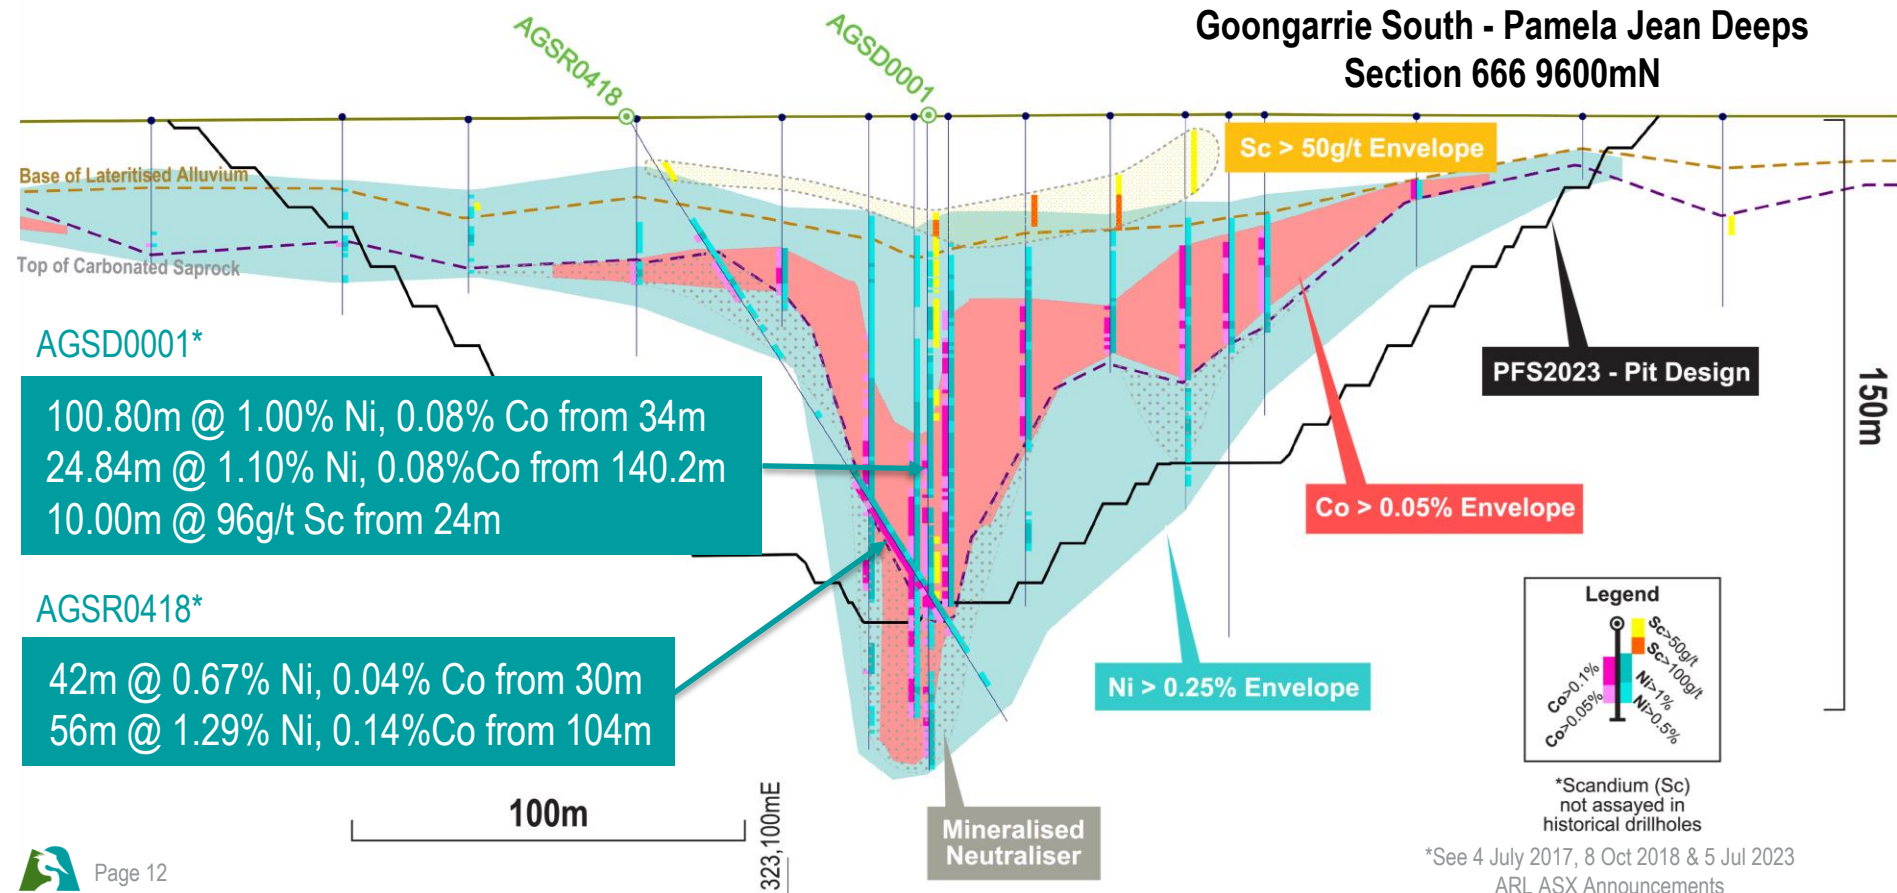 Goongarrie South - Pamela Jean Deeps
Section 666 9600mN
AGSR0418
AGSD0001
Sc > 50g/t Envelope
Base of Lateritised Alluvium
Top of Carbonated Saprock
AGSD0001*
100.80m @ 1.00% Ni, 0.08% Co from 34m
24.84m @ 1.10% Ni, 0.08%Co from 140.2m
10.00m @ 96g/t Sc from 24m
PFS2023 - Pit Design
150m
Co > 0.05% Envelope
AGSR0418*
42m @ 0.67% Ni, 0.04% Co from 30m
56m @ 1.29% Ni, 0.14%Co from 104m
Ni > 0.25% Envelope
Legend
Sc>50g/t
Sc>100g/t
Co>0.1%
Co>0.05%
Ni>1%
Ni>0.5%
*Scandium (Sc)
not assayed in
historical drillholes
100m
323,100mE
Mineralised
Neutraliser
*See 4 July 2017, 8 Oct 2018 & 5 Jul 2023
ARL ASX Announcements
Page 12